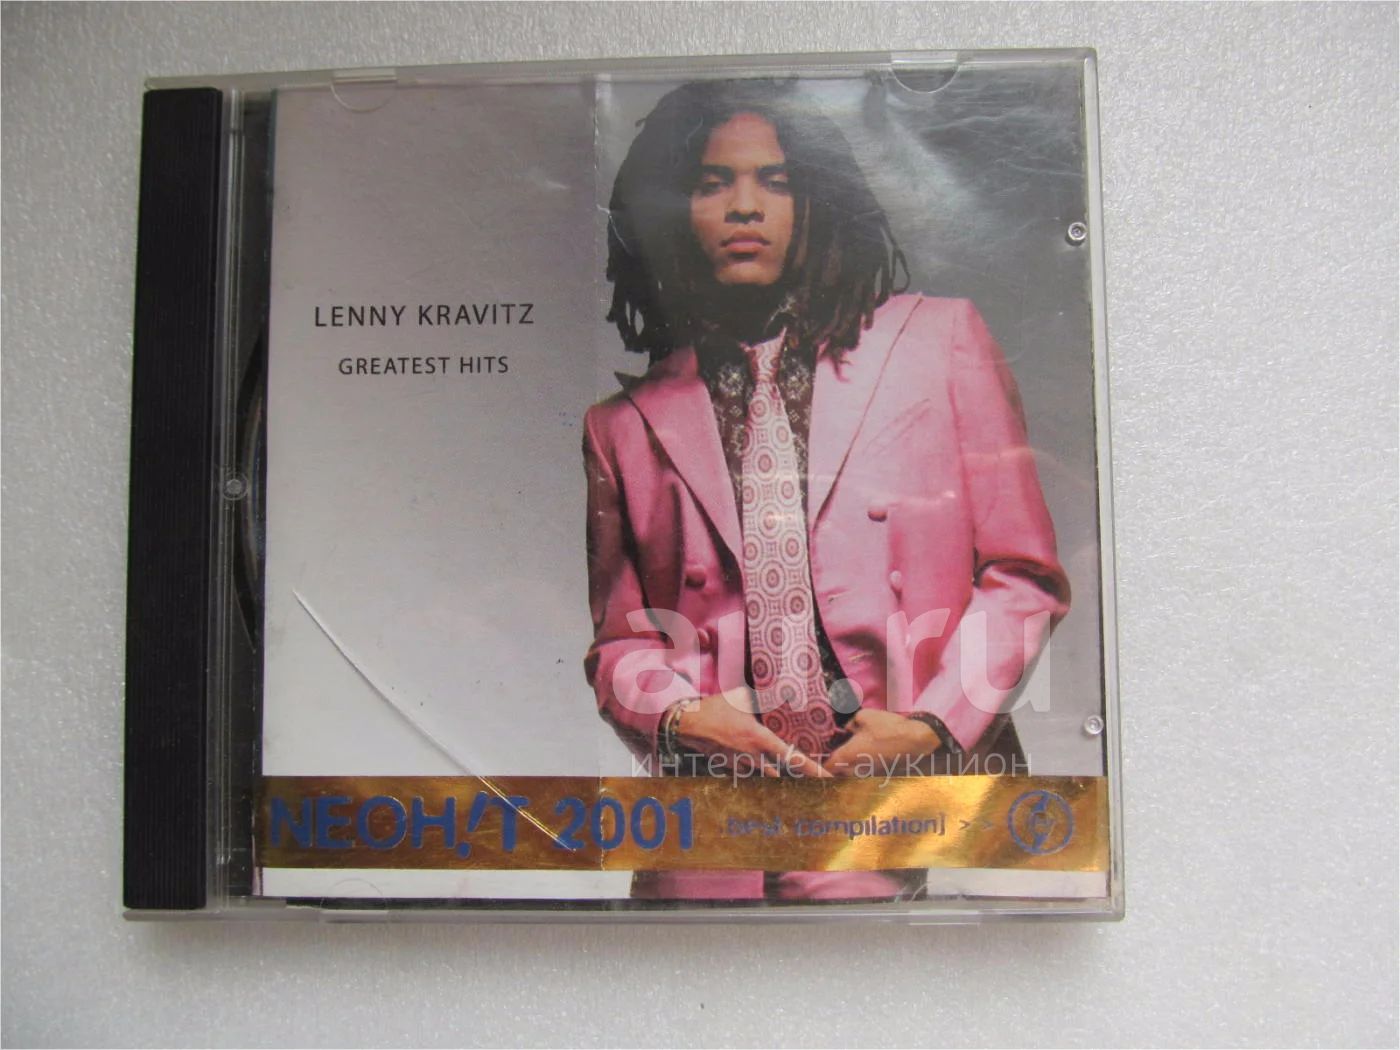 LENNY KRAVITZ
GREATEST HITS
au.ru
интернет-аукцион
NEOH!T 2001 best compilation] > >